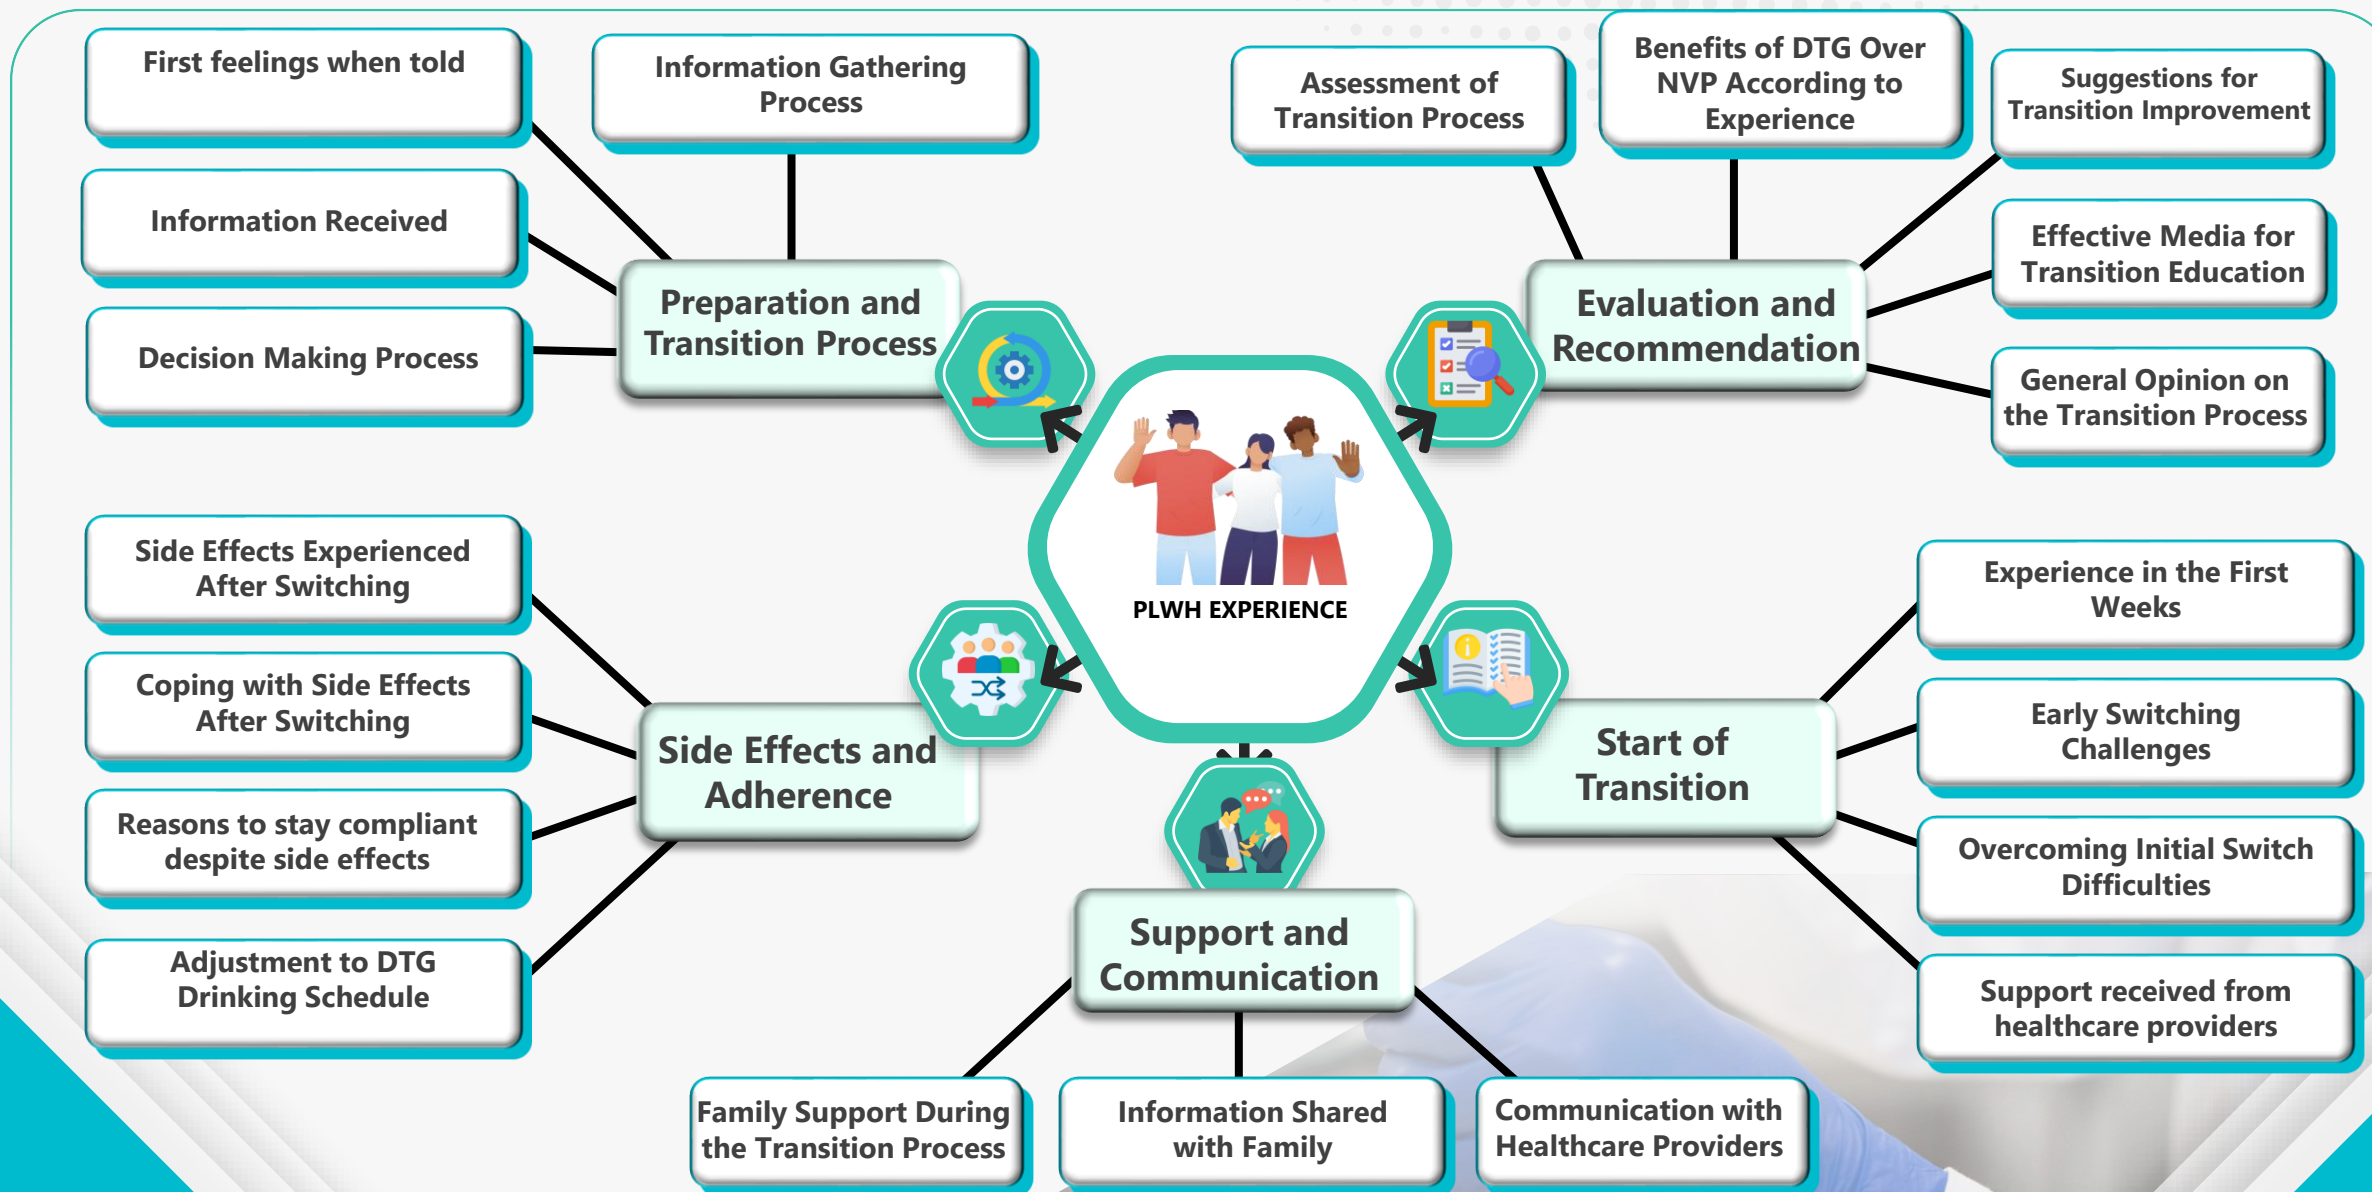 First feelings when told
Information Gathering
Process
Information Received
Decision Making Process
Preparation and
Transition Process
Assessment of
Transition Process
Benefits of DTG Over
NVP According to
Experience
Suggestions for
Transition Improvement
Effective Media for
Transition Education
General Opinion on
the Transition Process
Evaluation and
Recommendation
PLWH EXPERIENCE
Side Effects Experienced
After Switching
Coping with Side Effects
After Switching
Reasons to stay compliant
despite side effects
Adjustment to DTG
Drinking Schedule
Side Effects and
Adherence
Experience in the First
Weeks
Early Switching
Challenges
Overcoming Initial Switch
Difficulties
Support received from
healthcare providers
Start of
Transition
Support and
Communication
Family Support During
the Transition Process
Information Shared
with Family
Communication with
Healthcare Providers